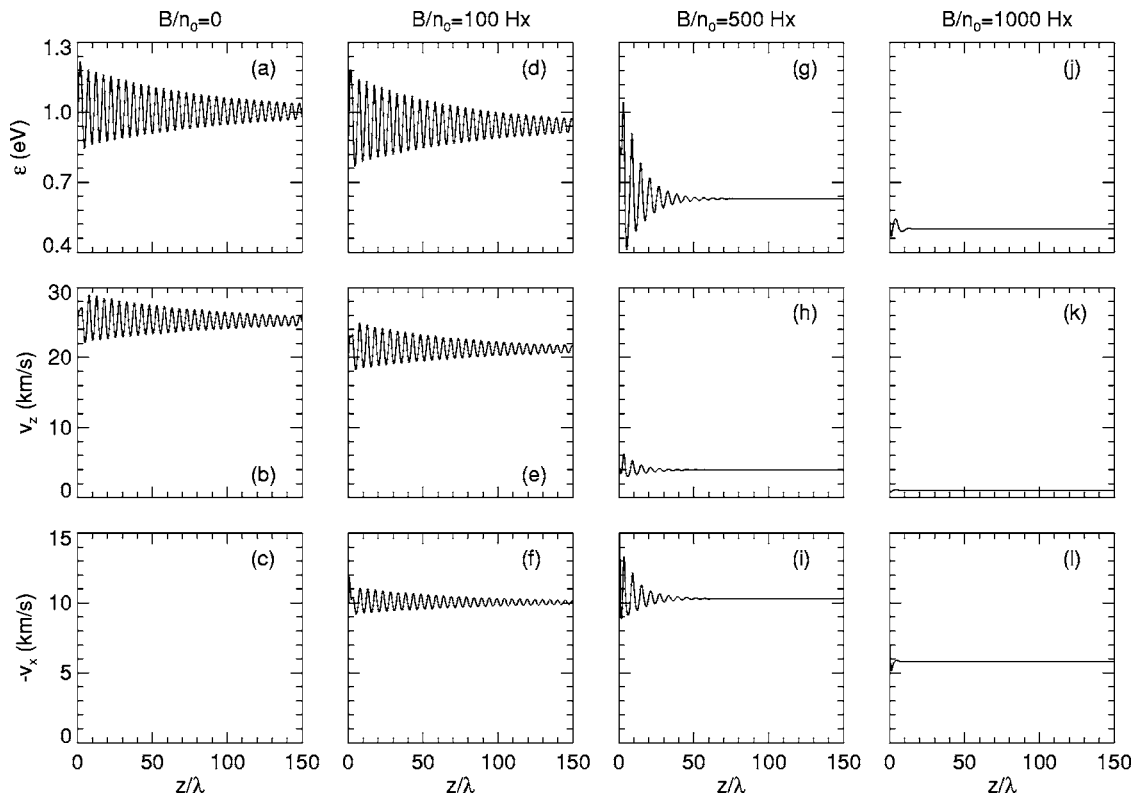 B/n₀=0 B/n₀=100 Hx B/n₀=500 Hx B/n₀=1000 Hx
1.3 (a) (d) (g) (j)
1.0
ε (eV)
0.7
0.4
30 (h) (k)
20
v_z (km/s)
10
(b) (e)
0
15 (c) (f) (i) (l)
10
-v_x (km/s)
5
0
0 50 100 150 0 50 100 150 0 50 100 150 0 50 100 150
z/λ z/λ z/λ z/λ